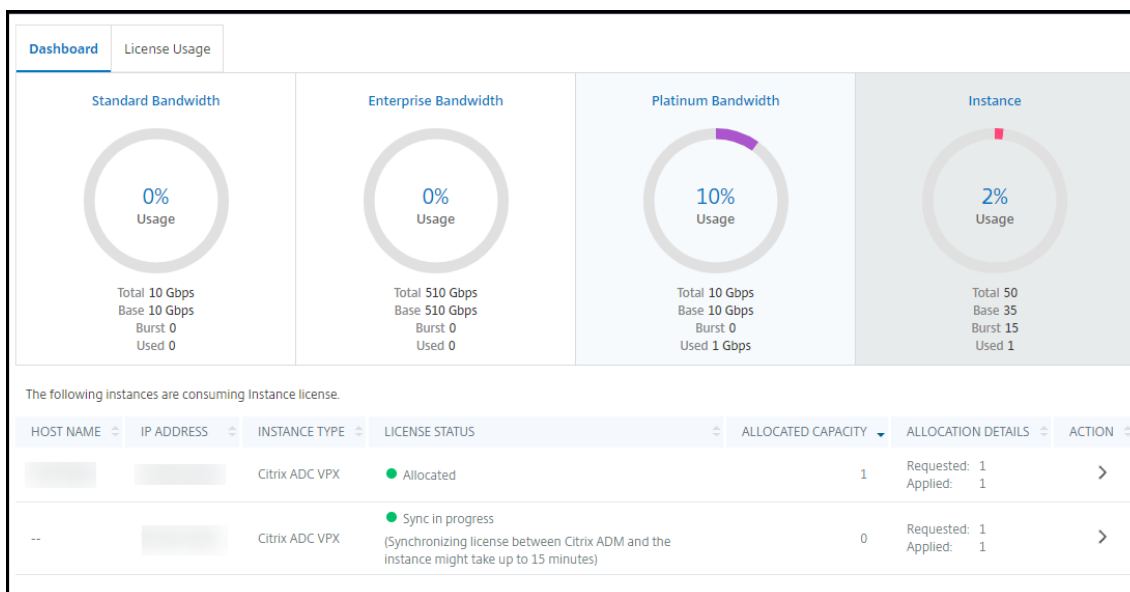 Dashboard License Usage
Standard Bandwidth Enterprise Bandwidth Platinum Bandwidth Instance
0% 0% 10% 2%
Usage Usage Usage Usage
Total 10 Gbps Total 510 Gbps Total 10 Gbps Total 50
Base 10 Gbps Base 510 Gbps Base 10 Gbps Base 35
Burst 0 Burst 0 Burst 0 Burst 15
Used 0 Used 0 Used 1 Gbps Used 1
The following instances are consuming Instance license.
HOST NAME IP ADDRESS INSTANCE TYPE LICENSE STATUS ALLOCATED CAPACITY ALLOCATION DETAILS ACTION
Citrix ADC VPX Allocated 1 Requested: 1
Applied: 1
Sync in progress
-- Citrix ADC VPX (Synchronizing license between Citrix ADM and the 0 Requested: 1
instance might take up to 15 minutes) Applied: 1